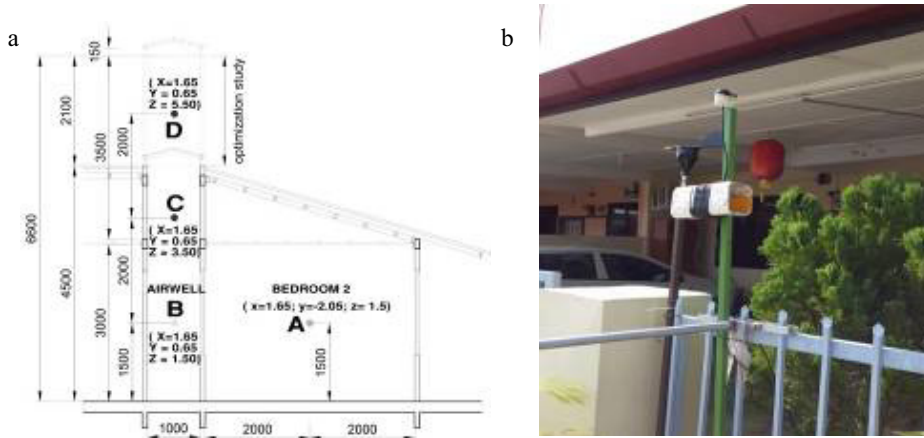 a
b
150
( X=1.65
Y = 0.65
Z = 5.50)
D
optimization study
2100
3500
2000
6600
4500
C
( X=1.65
Y = 0.65
Z = 3.50)
2000
3000
AIRWELL
B
( X=1.65
Y = 0.65
Z = 1.50)
1500
BEDROOM 2
( x=1.65; y=-2.05; z= 1.5)
A
1500
1000
2000
2000